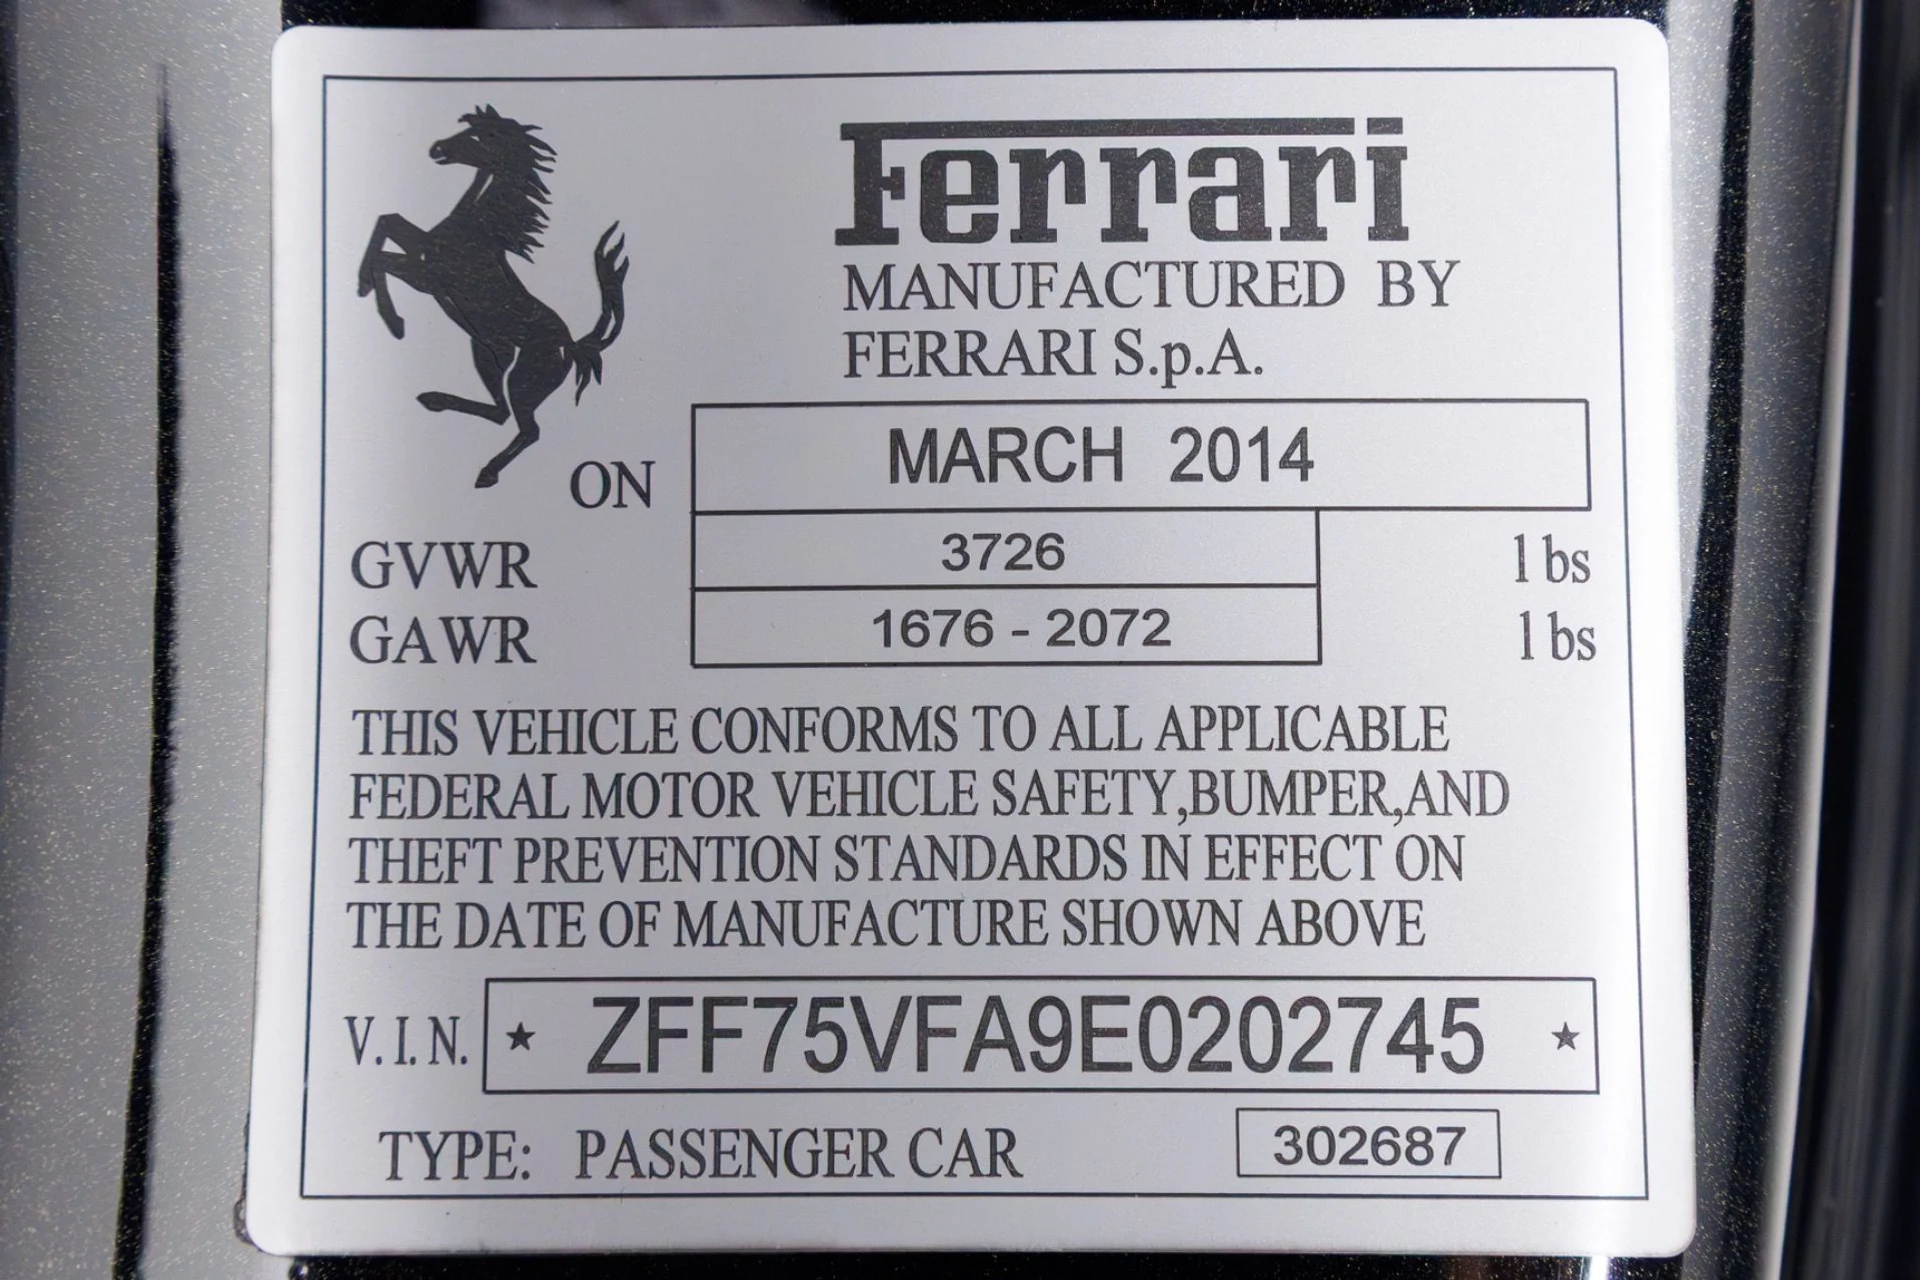 Ferrari
MANUFACTURED BY
FERRARI S.p.A.
ON MARCH 2014
GVWR 3726 lbs
GAWR 1676 - 2072 lbs
THIS VEHICLE CONFORMS TO ALL APPLICABLE
FEDERAL MOTOR VEHICLE SAFETY,BUMPER,AND
THEFT PREVENTION STANDARDS IN EFFECT ON
THE DATE OF MANUFACTURE SHOWN ABOVE
V.I.N. ★ ZFF75VFA9E0202745 ★
TYPE: PASSENGER CAR 302687